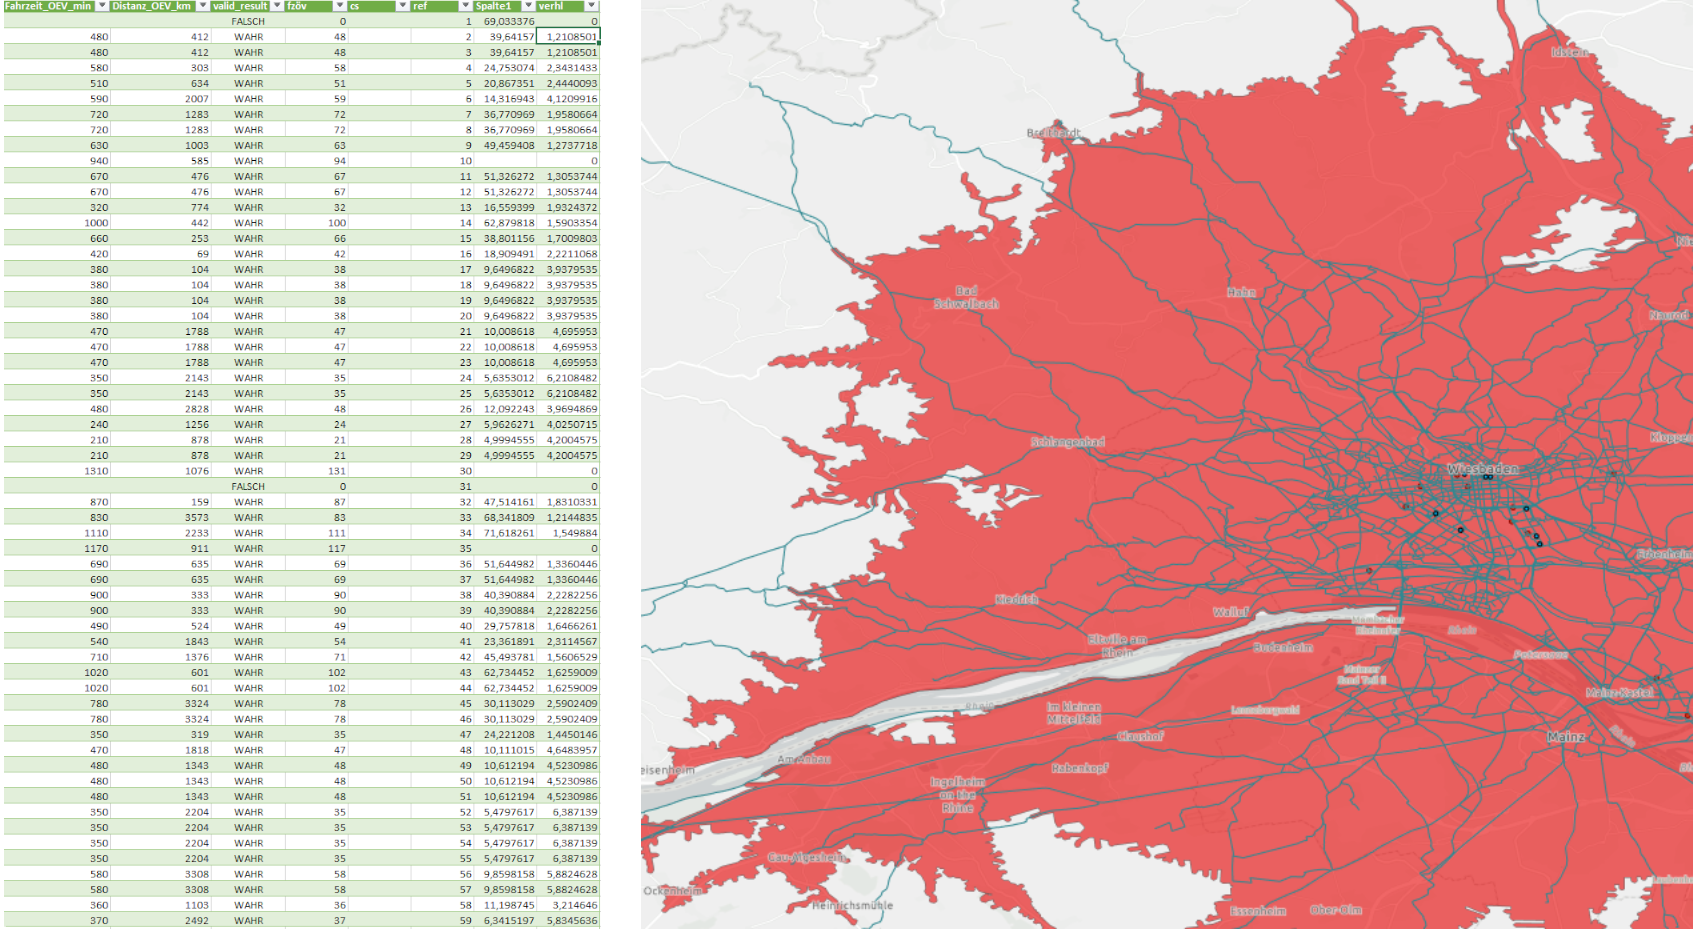 Fahrzeit_OEV_min Distanz_OEV_km valid_result fzöv cs ref Spalte1 verhl
FALSCH 0 1 69,033376 0
480 412 WAHR 48 2 39,64157 1,2108501
480 412 WAHR 48 3 39,64157 1,2108501
580 303 WAHR 58 4 24,753074 2,3431433
510 634 WAHR 51 5 20,867351 2,4440093
590 2007 WAHR 59 6 14,316943 4,1209916
720 1283 WAHR 72 7 36,770969 1,9580664
720 1283 WAHR 72 8 36,770969 1,9580664
630 1003 WAHR 63 9 49,459408 1,2737718
940 585 WAHR 94 10 0
670 476 WAHR 67 11 51,326272 1,3053744
670 476 WAHR 67 12 51,326272 1,3053744
320 774 WAHR 32 13 16,559399 1,9324372
1000 442 WAHR 100 14 62,879818 1,5903354
660 253 WAHR 66 15 38,801156 1,7009803
420 69 WAHR 42 16 18,909491 2,2211068
380 104 WAHR 38 17 9,6496822 3,9379535
380 104 WAHR 38 18 9,6496822 3,9379535
380 104 WAHR 38 19 9,6496822 3,9379535
380 104 WAHR 38 20 9,6496822 3,9379535
470 1788 WAHR 47 21 10,008618 4,695953
470 1788 WAHR 47 22 10,008618 4,695953
470 1788 WAHR 47 23 10,008618 4,695953
350 2143 WAHR 35 24 5,6353012 6,2108482
350 2143 WAHR 35 25 5,6353012 6,2108482
480 2828 WAHR 48 26 12,092243 3,9694869
240 1256 WAHR 24 27 5,9626271 4,0250715
210 878 WAHR 21 28 4,9994555 4,2004575
210 878 WAHR 21 29 4,9994555 4,2004575
1310 1076 WAHR 131 30 0
FALSCH 0 31 0
870 159 WAHR 87 32 47,514161 1,8310331
830 3573 WAHR 83 33 68,341809 1,2144835
1110 2233 WAHR 111 34 71,618261 1,549884
1170 911 WAHR 117 35 0
690 635 WAHR 69 36 51,644982 1,3360446
690 635 WAHR 69 37 51,644982 1,3360446
900 333 WAHR 90 38 40,390884 2,2282256
900 333 WAHR 90 39 40,390884 2,2282256
490 524 WAHR 49 40 29,757818 1,6466261
540 1843 WAHR 54 41 23,361891 2,3114567
710 1376 WAHR 71 42 45,493781 1,5606529
1020 601 WAHR 102 43 62,734452 1,6259009
1020 601 WAHR 102 44 62,734452 1,6259009
780 3324 WAHR 78 45 30,113029 2,5902409
780 3324 WAHR 78 46 30,113029 2,5902409
350 319 WAHR 35 47 24,221208 1,4450146
470 1818 WAHR 47 48 10,111015 4,6483957
480 1343 WAHR 48 49 10,612194 4,5230986
480 1343 WAHR 48 50 10,612194 4,5230986
480 1343 WAHR 48 51 10,612194 4,5230986
350 2204 WAHR 35 52 5,4797617 6,387139
350 2204 WAHR 35 53 5,4797617 6,387139
350 2204 WAHR 35 54 5,4797617 6,387139
350 2204 WAHR 35 55 5,4797617 6,387139
580 3308 WAHR 58 56 9,8598158 5,8824628
580 3308 WAHR 58 57 9,8598158 5,8824628
360 1103 WAHR 36 58 11,198745 3,214646
370 2492 WAHR 37 59 6,3415197 5,8345636
Idstein
Breithardt
Bad
Schwalbach
Hahn
Naurod
Schlangenbad
Kloppen
Wiesbaden
Erbenheim
Kiedrich
Walluf
Mombacher
Rheinufer
Rhein
Eltville am
Rhein
Budenheim
Petersaue
Mainzer
Sand Teil II
Mainz-Kastel
Rhein
Im kleinen
Mittelfeld
Lennebergwald
Claushof
Mainz
Rhein
Am Anbau
eisenheim
Rabenkopf
Ingelheim
on the
Rhine
Gau-Algesheim
Ockenheim
Heinrichsmühle
Essenheim
Ober-Olm